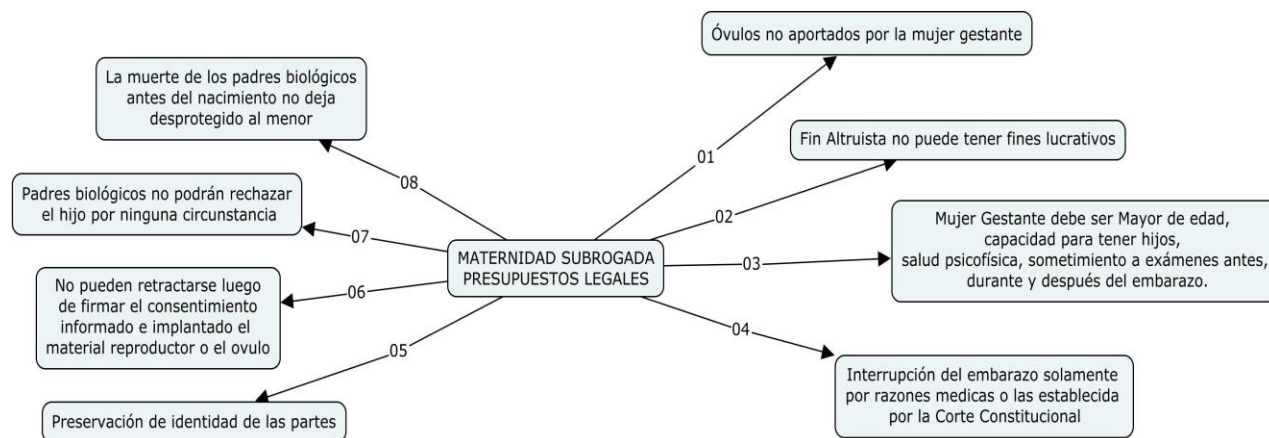 MATERNIDAD SUBROGADA
PRESUPUESTOS LEGALES
01
Óvulos no aportados por la mujer gestante
02
Fin Altruista no puede tener fines lucrativos
03
Mujer Gestante debe ser Mayor de edad,
capacidad para tener hijos,
salud psicofísica, sometimiento a exámenes antes,
durante y después del embarazo.
04
Interrupción del embarazo solamente
por razones medicas o las establecida
por la Corte Constitucional
05
Preservación de identidad de las partes
06
No pueden retractarse luego
de firmar el consentimiento
informado e implantado el
material reproductor o el ovulo
07
Padres biológicos no podrán rechazar
el hijo por ninguna circunstancia
08
La muerte de los padres biológicos
antes del nacimiento no deja
desprotegido al menor